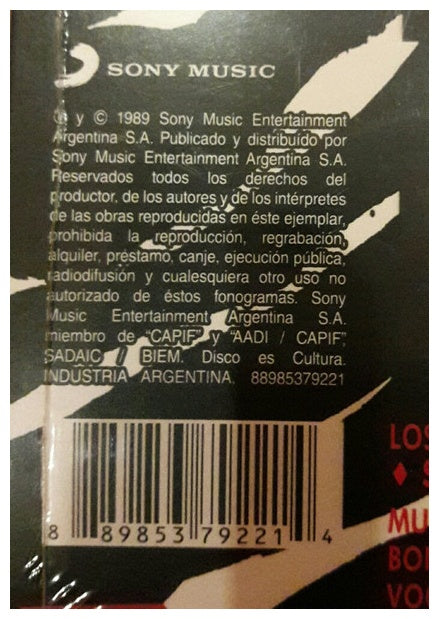 SONY MUSIC
℗ y © 1989 Sony Music Entertainment
Argentina S.A. Publicado y distribuído por
Sony Music Entertainment Argentina S.A.
Reservados todos los derechos del
productor, de los autores y de los intérpretes
de las obras reproducidas en éste ejemplar,
prohibida la reproducción, regrabación,
alquiler, préstamo, canje, ejecución pública,
radiodifusión y cualesquiera otro uso no
autorizado de éstos fonogramas. Sony
Music Entertainment Argentina S.A.
miembro de “CAPIF” y “AADI / CAPIF”,
SADAIC / BIEM. Disco es Cultura.
INDUSTRIA ARGENTINA. 88985379221
8 89853 79221 4
LOS
♦ S
MU
BO
VO